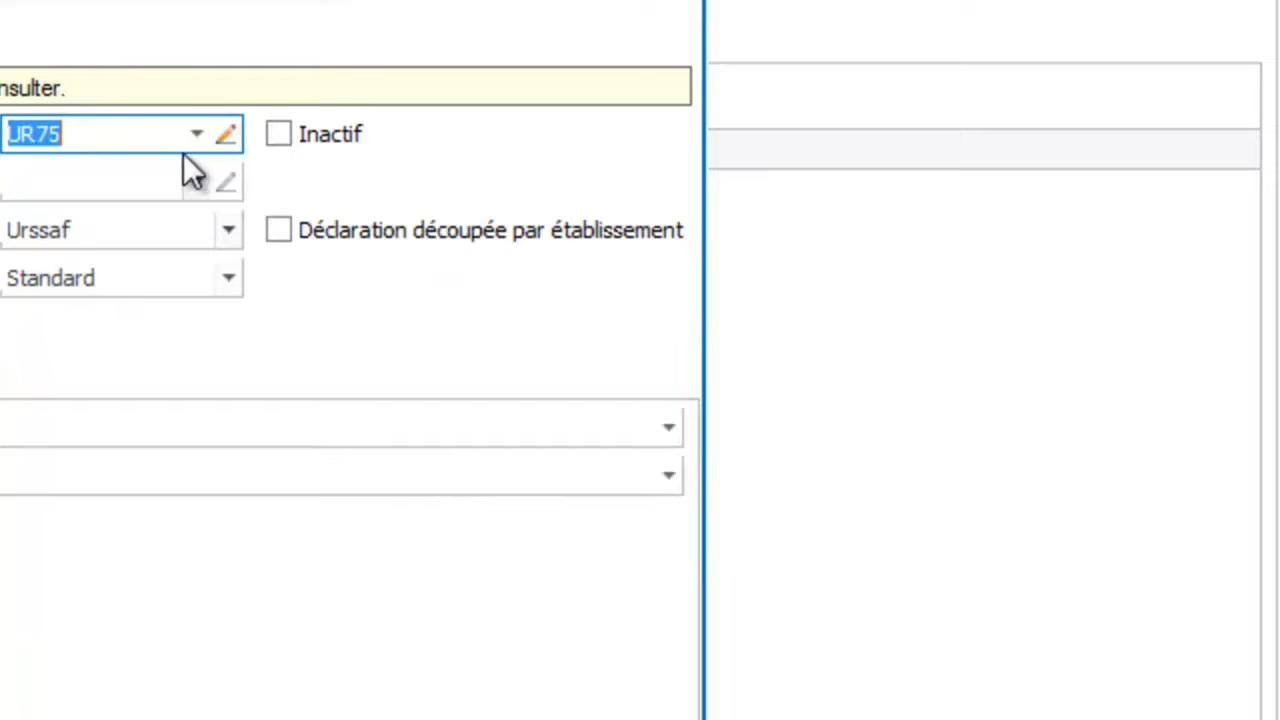 nsulter.
UR75 Inactif
Urssaf Déclaration découpée par établissement
Standard